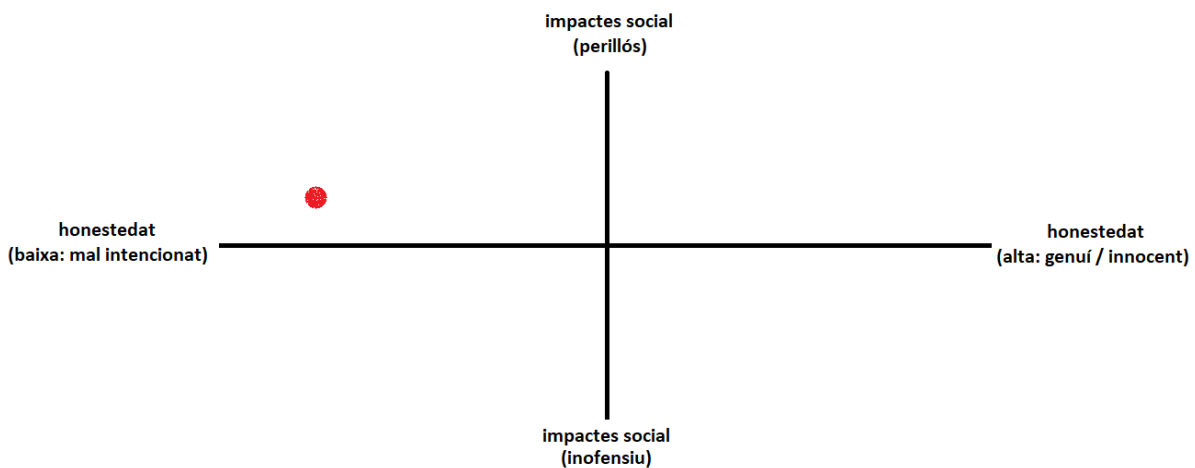 impactes social
(perillós)
honestedat
(baixa: mal intencionat)
honestedat
(alta: genuí / innocent)
impactes social
(inofensiu)